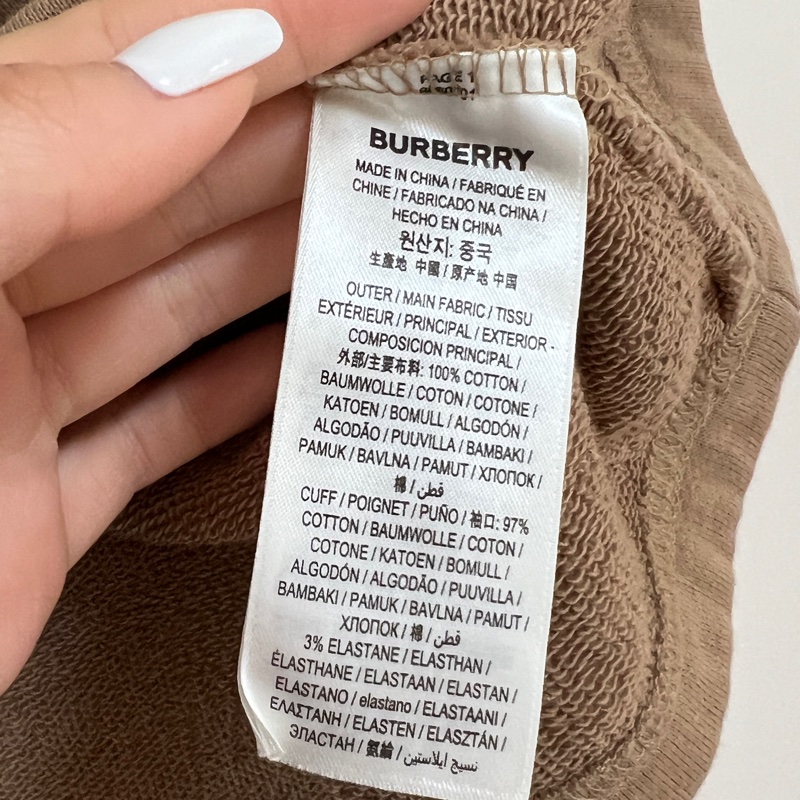 PAGE 1
BURBERRY
MADE IN CHINA / FABRIQUÉ EN
CHINE / FABRICADO NA CHINA /
HECHO EN CHINA
원산지: 중국
生產地 中國 / 原产地 中国
OUTER / MAIN FABRIC / TISSU
EXTÉRIEUR / PRINCIPAL / EXTERIOR -
COMPOSICION PRINCIPAL /
外部/主要布料: 100% COTTON /
BAUMWOLLE / COTON / COTONE /
KATOEN / BOMULL / ALGODÓN /
ALGODÃO / PUUVILLA / BAMBAKI /
PAMUK / BAVLNA / PAMUT / ХЛОПОК /
棉 / قطن /
CUFF / POIGNET / PUÑO / 袖口: 97%
COTTON / BAUMWOLLE / COTON /
COTONE / KATOEN / BOMULL /
ALGODÓN / ALGODÃO / PUUVILLA /
BAMBAKI / PAMUK / BAVLNA / PAMUT /
ХЛОПОК / 棉 / قطن /
3% ELASTANE / ELASTHAN /
ÉLASTHANE / ELASTAAN / ELASTAN /
ELASTANO / elastano / ELASTAANI /
ΕΛΑΣΤΑΝΗ / ELASTEN / ELASZTÁN /
ЭЛАСТАН / 氨綸 / نسيج ايلاستين /